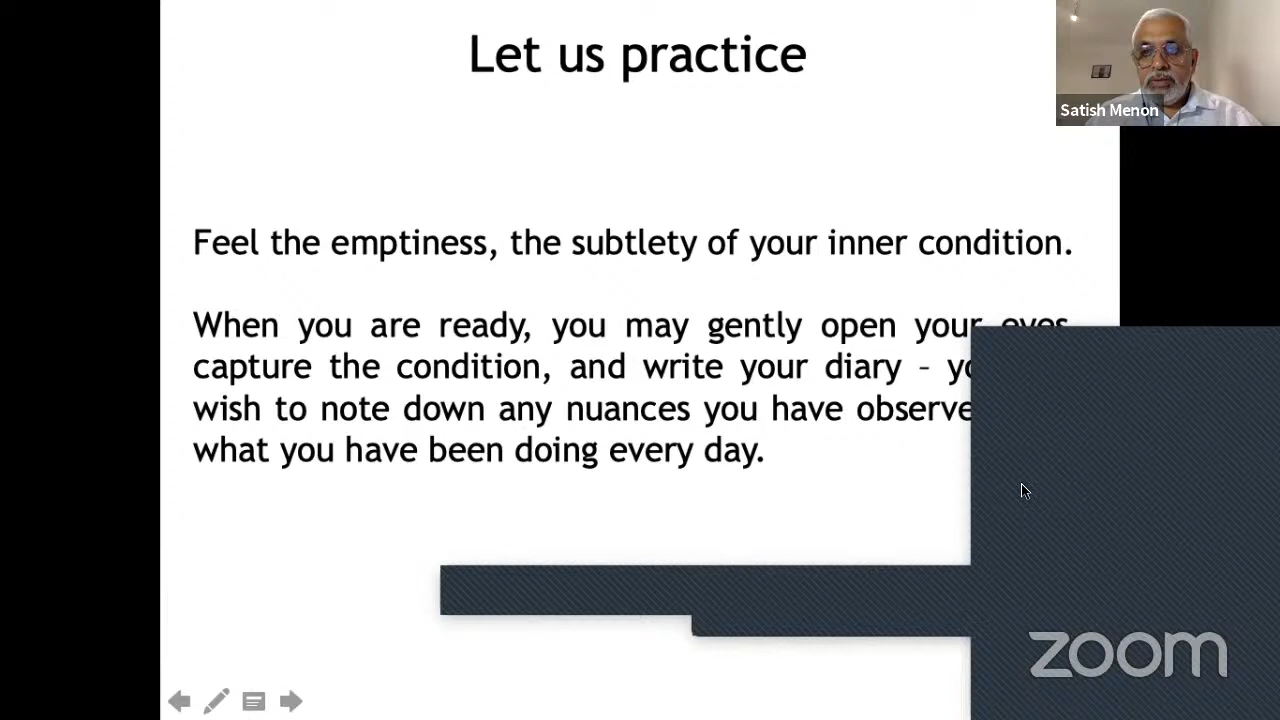 Let us practice
Satish Menon
Feel the emptiness, the subtlety of your inner condition.
When you are ready, you may gently open your
capture the condition, and write your diary –
wish to note down any nuances you have
what you have been doing every day.
zoom